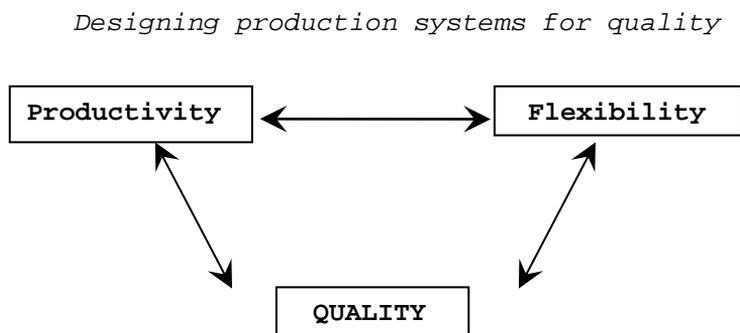 Designing production systems for quality
Productivity
Flexibility
QUALITY